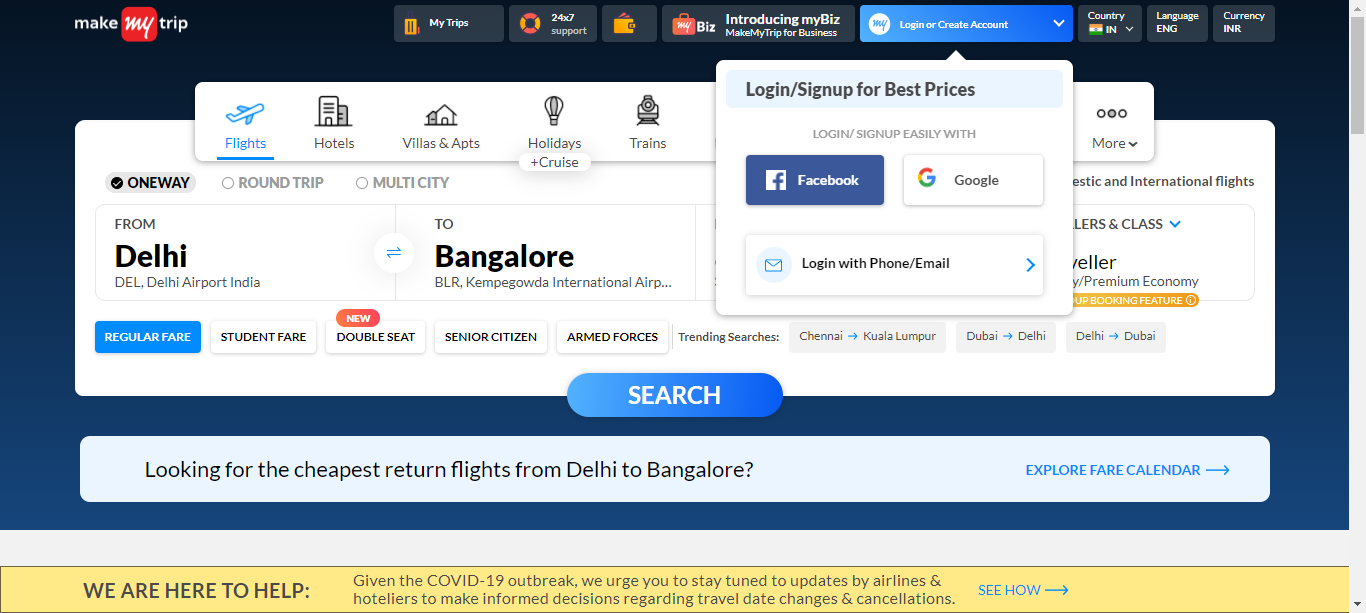 make my trip
My Trips
24x7
support
my Biz
Introducing myBiz
MakeMyTrip for Business
my
Login or Create Account
Country
IN
Language
ENG
Currency
INR
Login/Signup for Best Prices
LOGIN/ SIGNUP EASILY WITH
Facebook
Google
Login with Phone/Email
Flights
Hotels
Villas & Apts
Holidays
+Cruise
Trains
More
ONEWAY
ROUND TRIP
MULTI CITY
estic and International flights
FROM
Delhi
DEL, Delhi Airport India
TO
Bangalore
BLR, Kempegowda International Airp...
LERS & CLASS
veller
y/Premium Economy
UP BOOKING FEATURE
REGULAR FARE
STUDENT FARE
NEW
DOUBLE SEAT
SENIOR CITIZEN
ARMED FORCES
Trending Searches:
Chennai → Kuala Lumpur
Dubai → Delhi
Delhi → Dubai
SEARCH
Looking for the cheapest return flights from Delhi to Bangalore?
EXPLORE FARE CALENDAR
WE ARE HERE TO HELP:
Given the COVID-19 outbreak, we urge you to stay tuned to updates by airlines &
hoteliers to make informed decisions regarding travel date changes & cancellations.
SEE HOW